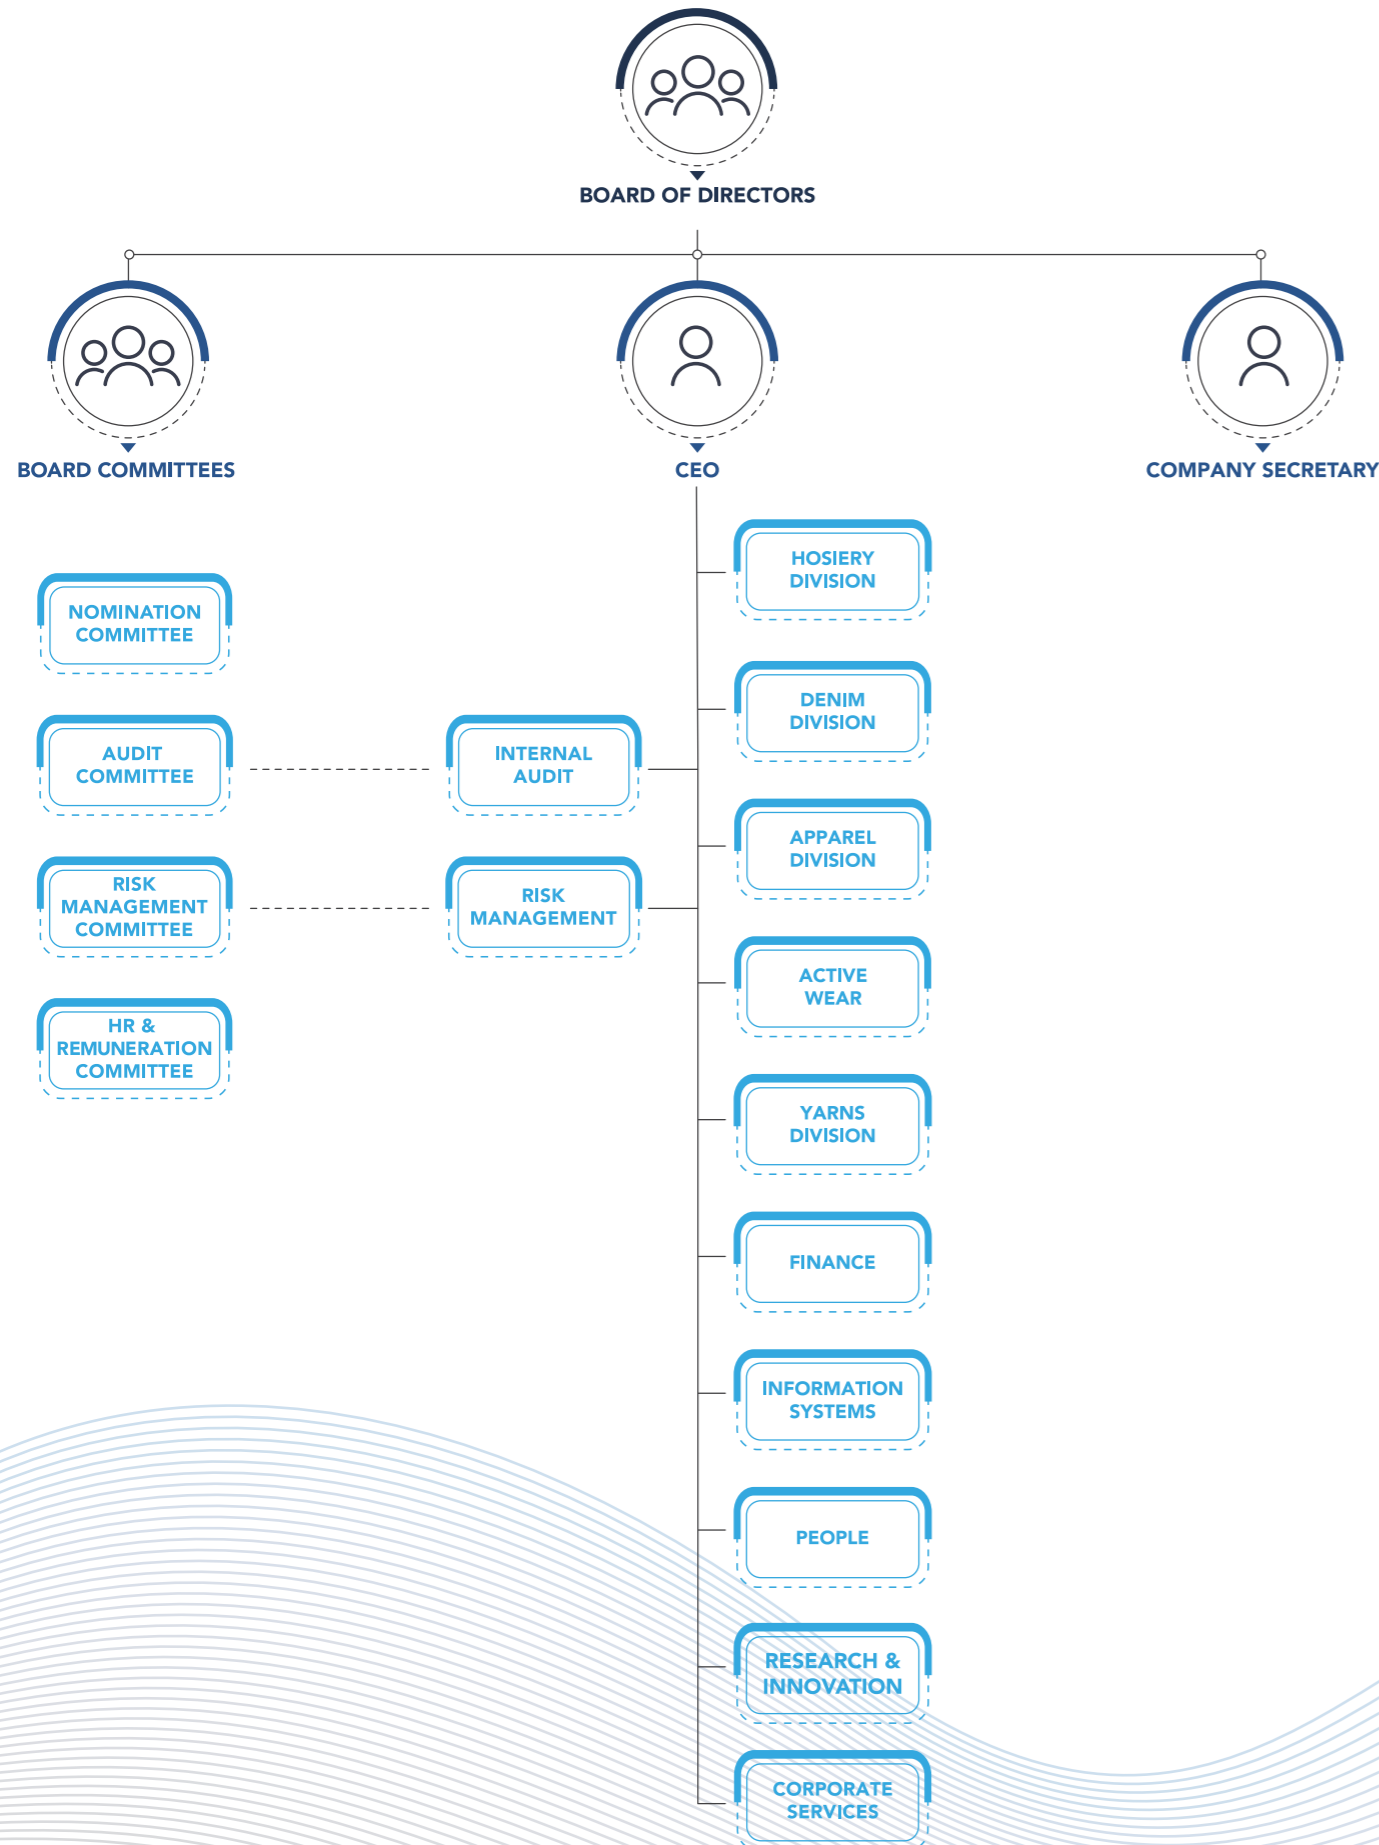 BOARD OF DIRECTORS
BOARD COMMITTEES
CEO
COMPANY SECRETARY
NOMINATION
COMMITTEE
AUDIT
COMMITTEE
RISK
MANAGEMENT
COMMITTEE
HR &
REMUNERATION
COMMITTEE
INTERNAL
AUDIT
RISK
MANAGEMENT
HOSIERY
DIVISION
DENIM
DIVISION
APPAREL
DIVISION
ACTIVE
WEAR
YARNS
DIVISION
FINANCE
INFORMATION
SYSTEMS
PEOPLE
RESEARCH &
INNOVATION
CORPORATE
SERVICES